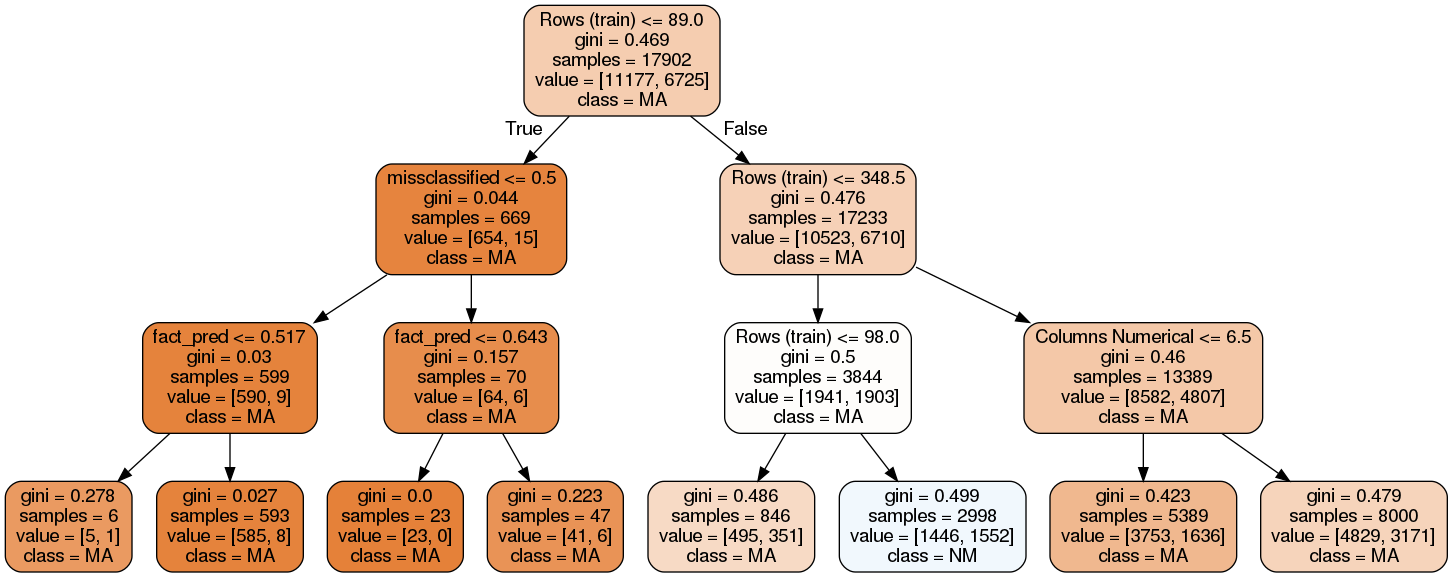 Rows (train) <= 89.0
gini = 0.469
samples = 17902
value = [11177, 6725]
class = MA
True
False
missclassified <= 0.5
gini = 0.044
samples = 669
value = [654, 15]
class = MA
Rows (train) <= 348.5
gini = 0.476
samples = 17233
value = [10523, 6710]
class = MA
fact_pred <= 0.517
gini = 0.03
samples = 599
value = [590, 9]
class = MA
fact_pred <= 0.643
gini = 0.157
samples = 70
value = [64, 6]
class = MA
Rows (train) <= 98.0
gini = 0.5
samples = 3844
value = [1941, 1903]
class = MA
Columns Numerical <= 6.5
gini = 0.46
samples = 13389
value = [8582, 4807]
class = MA
gini = 0.278
samples = 6
value = [5, 1]
class = MA
gini = 0.027
samples = 593
value = [585, 8]
class = MA
gini = 0.0
samples = 23
value = [23, 0]
class = MA
gini = 0.223
samples = 47
value = [41, 6]
class = MA
gini = 0.486
samples = 846
value = [495, 351]
class = MA
gini = 0.499
samples = 2998
value = [1446, 1552]
class = NM
gini = 0.423
samples = 5389
value = [3753, 1636]
class = MA
gini = 0.479
samples = 8000
value = [4829, 3171]
class = MA